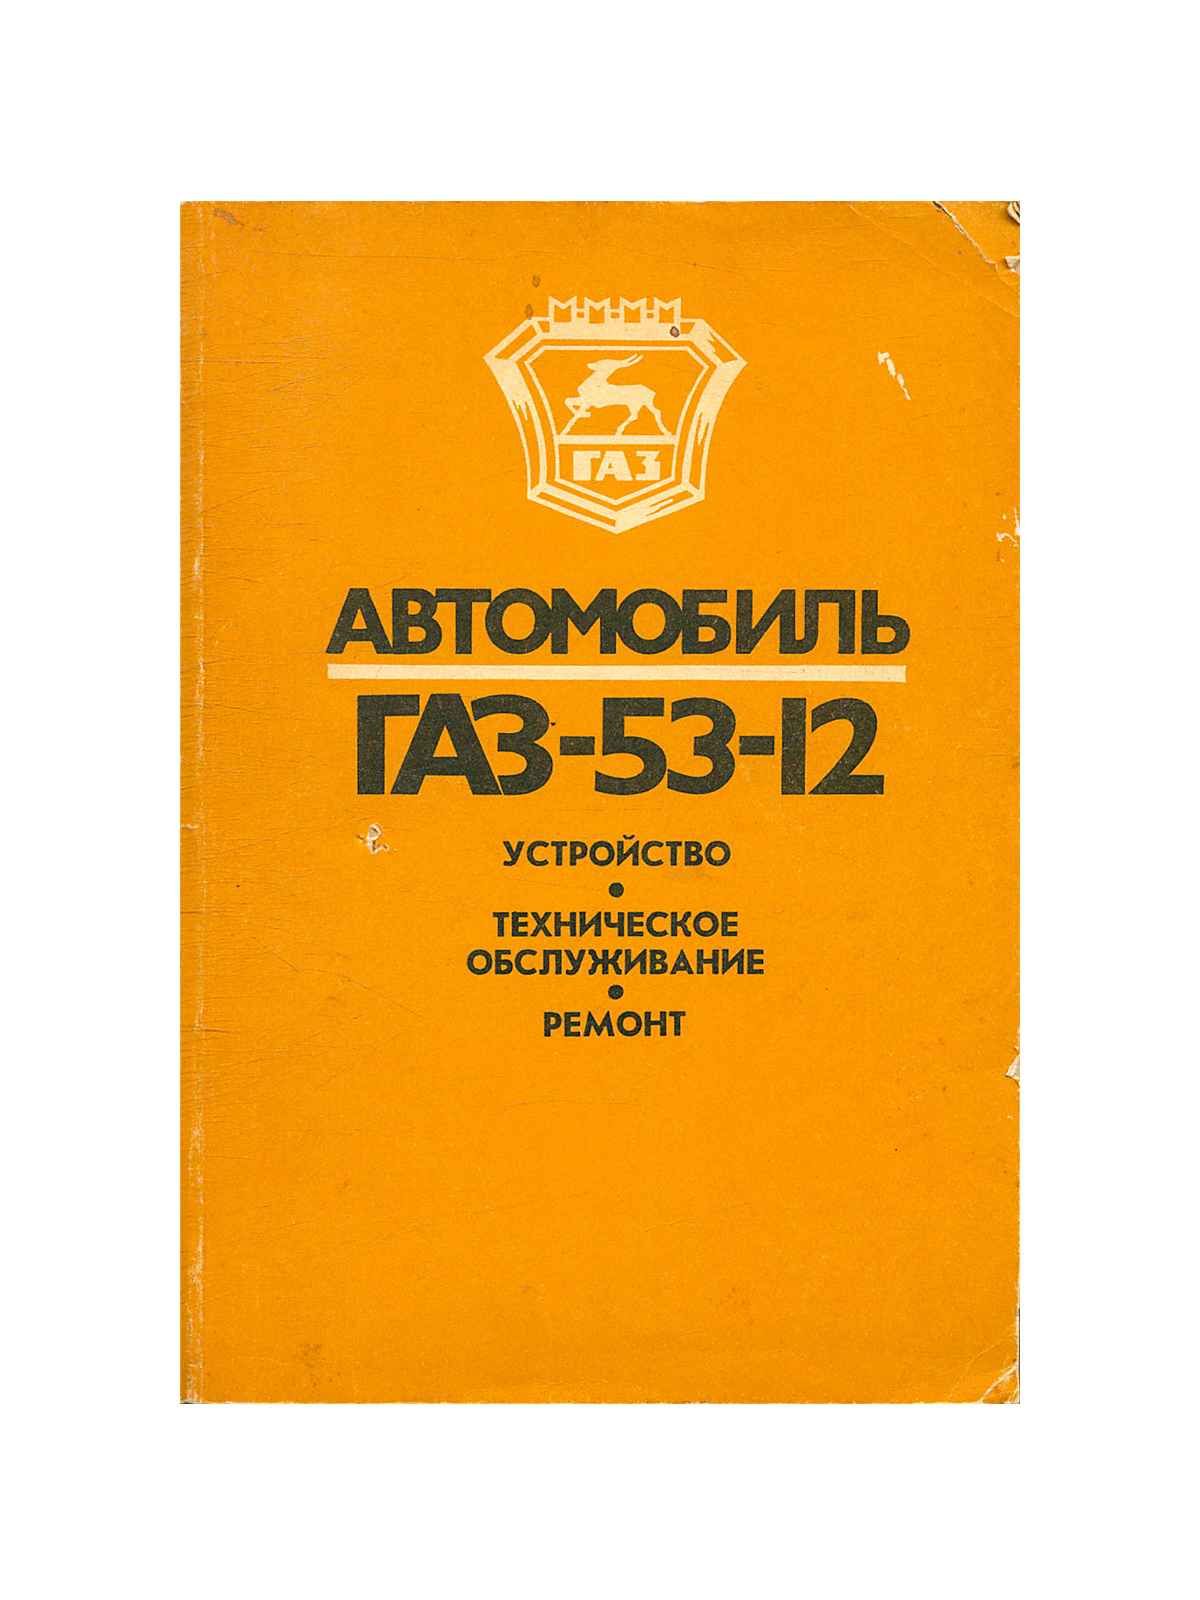 ГАЗ
АВТОМОБИЛЬ
ГАЗ-53-12
УСТРОЙСТВО
•
ТЕХНИЧЕСКОЕ
ОБСЛУЖИВАНИЕ
•
РЕМОНТ